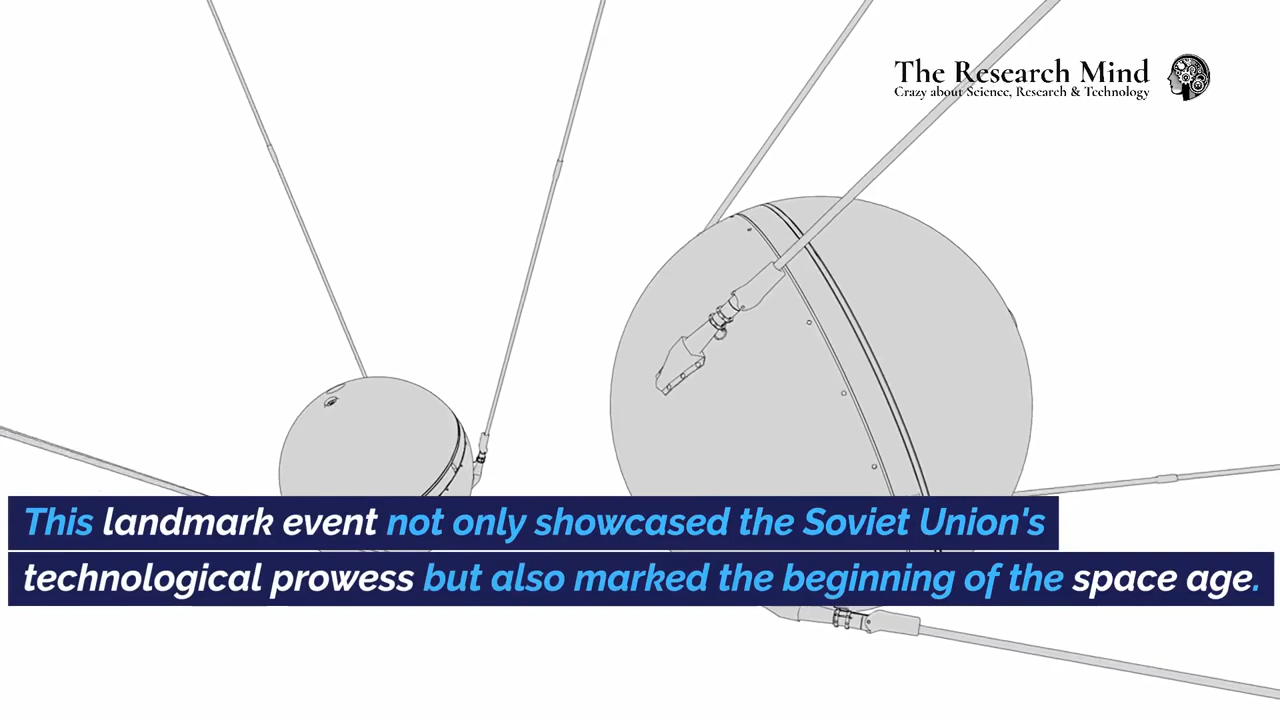 The Research Mind
Crazy about Science, Research & Technology
This landmark event not only showcased the Soviet Union's
technological prowess but also marked the beginning of the space age.